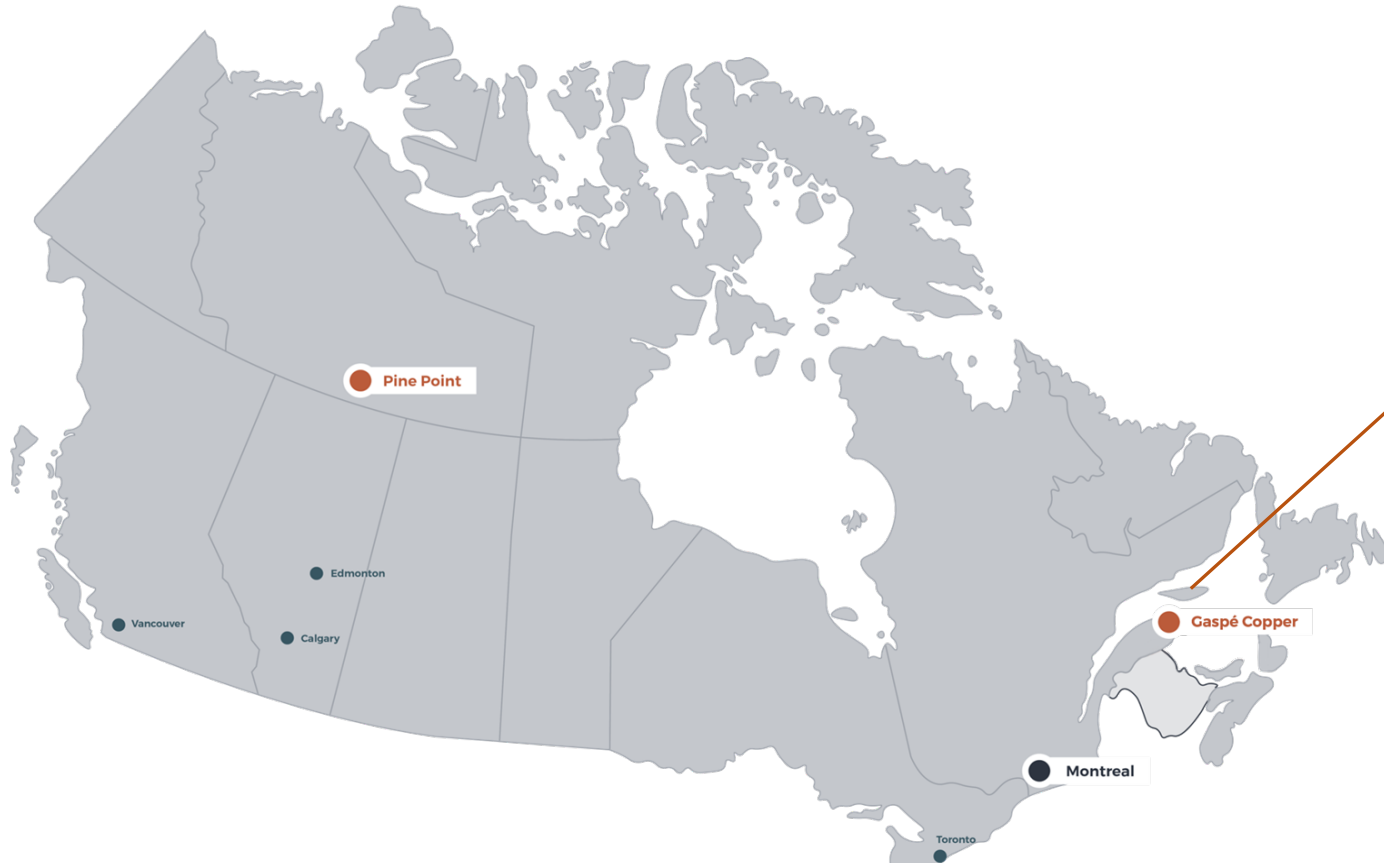 Pine Point
Edmonton
Vancouver
Calgary
Gaspé Copper
Montreal
Toronto